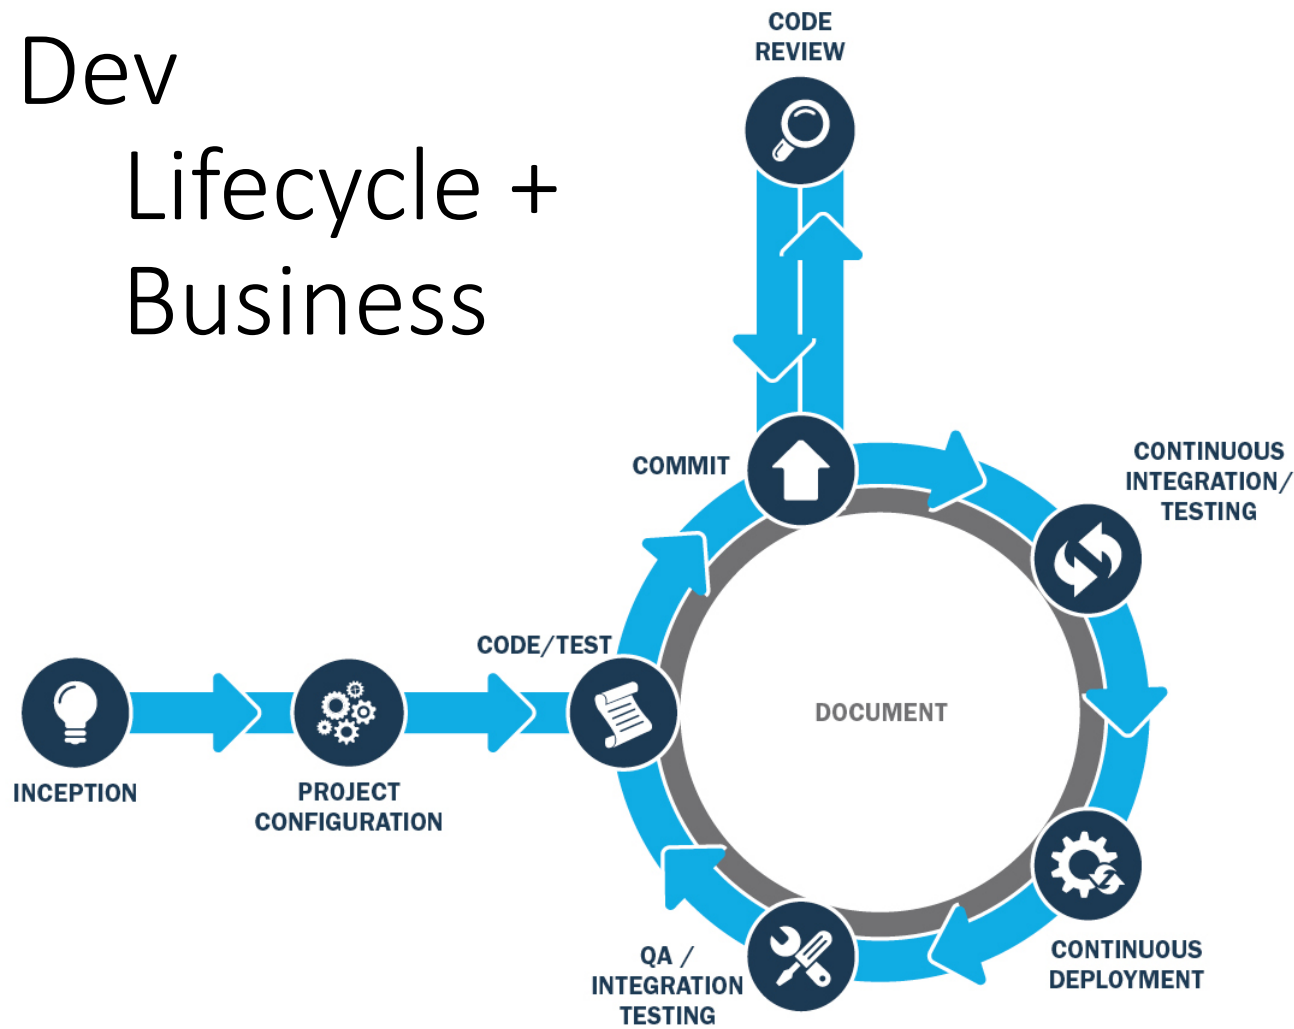 Dev
Lifecycle +
Business
CODE
REVIEW
COMMIT
CONTINUOUS
INTEGRATION/
TESTING
CODE/TEST
INCEPTION
PROJECT
CONFIGURATION
DOCUMENT
QA /
INTEGRATION
TESTING
CONTINUOUS
DEPLOYMENT